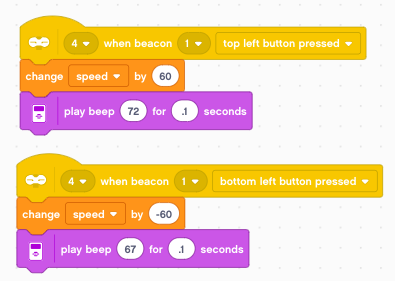 4 when beacon 1 top left button pressed
change speed by 60
play beep 72 for .1 seconds
4 when beacon 1 bottom left button pressed
change speed by -60
play beep 67 for .1 seconds